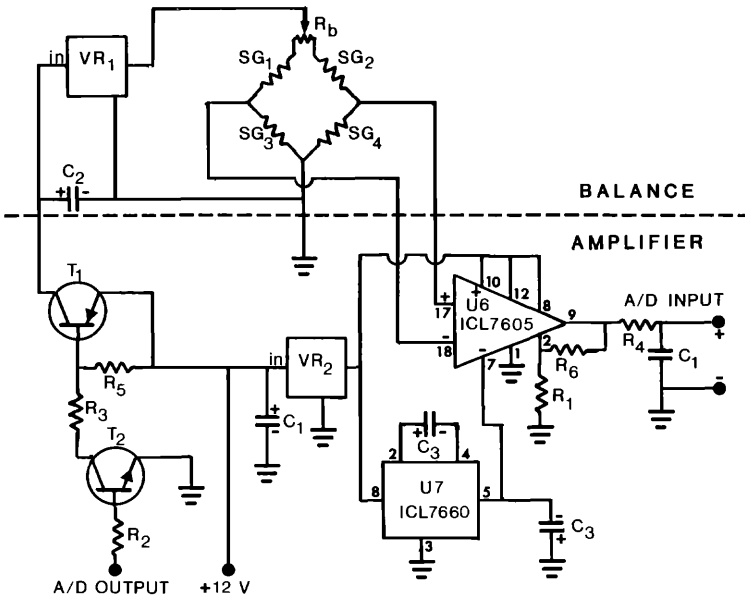 in
VR1
Rb
SG1
SG2
SG3
SG4
+
C2
-
BALANCE
AMPLIFIER
T1
+
17
-
18
+
10
12
8
U6
ICL7605
9
2
-
7
1
A/D INPUT
+
R4
C1
-
R6
R1
R5
in
VR2
+
-
C1
R3
T2
R2
+
-
C3
2
4
8
U7
ICL7660
5
3
-
+
C3
A/D OUTPUT
+12 V